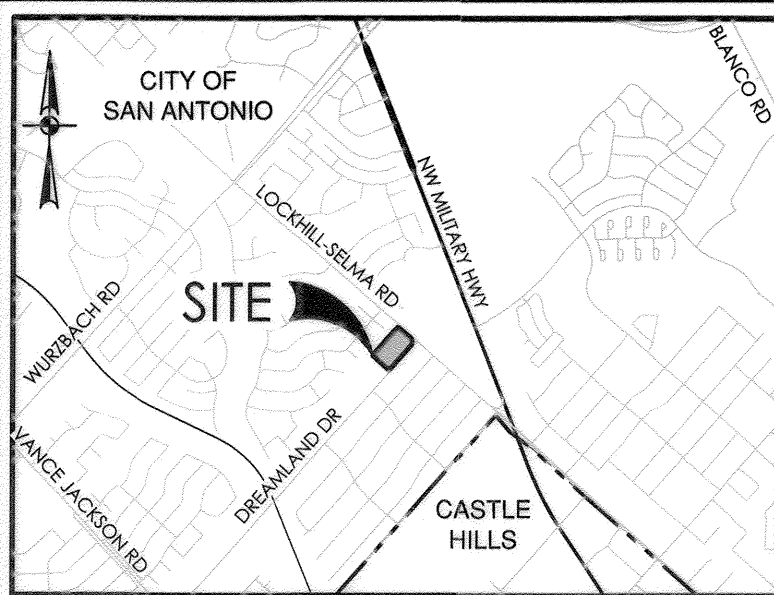 CITY OF
SAN ANTONIO
BLANCO RD
NW MILITARY HWY
LOCKHILL-SELMA RD
SITE
WURZBACH RD
DREAMLAND DR
VANCE JACKSON RD
CASTLE
HILLS